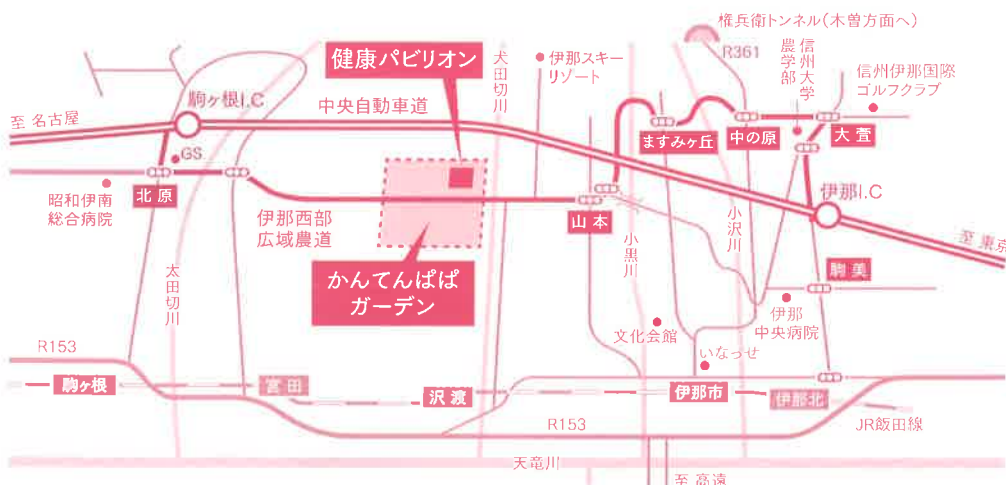 権兵衛トンネル(木曽方面へ)
R361
信州大学
農学部
信州伊那国際
ゴルフクラブ
健康パビリオン
犬田切川
伊那スキー
リゾート
駒ヶ根I.C
中央自動車道
至 名古屋
ますみヶ丘
中の原
大萱
GS
昭和伊南
総合病院
北原
伊那西部
広域農道
山本
伊那I.C
至 東京
小黒川
小沢川
太田切川
かんてんぱぱ
ガーデン
駒美
伊那
中央病院
文化会館
いなっせ
R153
駒ヶ根
宮田
沢渡
伊那市
伊那北
R153
JR飯田線
天竜川
至 高遠